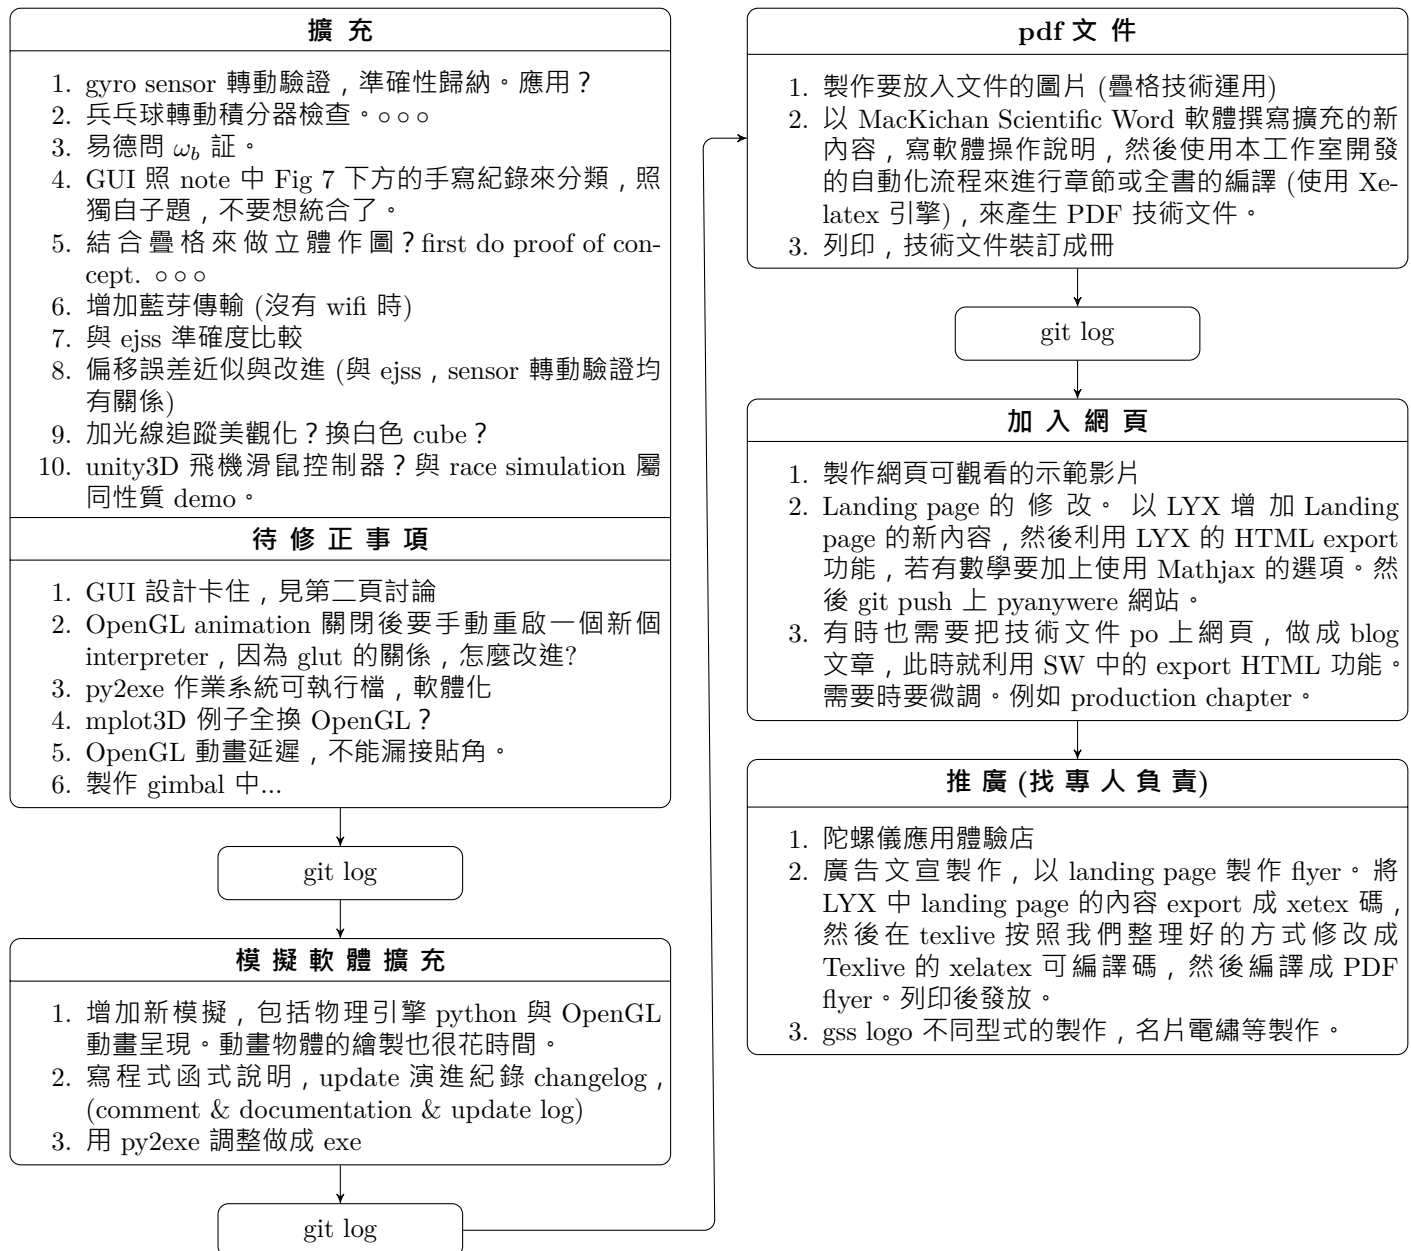 擴充
1. gyro sensor 轉動驗證，準確性歸納。應用？
2. 兵乓球轉動積分器檢查。○○○
3. 易德問 ω_b 証。
4. GUI 照 note 中 Fig 7 下方的手寫紀錄來分類，照
獨自子題，不要想統合了。
5. 結合疊格來做立體作圖？first do proof of con-
cept. ○○○
6. 增加藍芽傳輸 (沒有 wifi 時)
7. 與 ejss 準確度比較
8. 偏移誤差近似與改進 (與 ejss，sensor 轉動驗證均
有關係)
9. 加光線追蹤美觀化？換白色 cube？
10. unity3D 飛機滑鼠控制器？與 race simulation 屬
同性質 demo。
待修正事項
1. GUI 設計卡住，見第二頁討論
2. OpenGL animation 關閉後要手動重啟一個新個
interpreter，因為 glut 的關係，怎麼改進?
3. py2exe 作業系統可執行檔，軟體化
4. mplot3D 例子全換 OpenGL？
5. OpenGL 動畫延遲，不能漏接貼角。
6. 製作 gimbal 中...
git log
模擬軟體擴充
1. 增加新模擬，包括物理引擎 python 與 OpenGL
動畫呈現。動畫物體的繪製也很花時間。
2. 寫程式函式說明，update 演進紀錄 changelog，
(comment & documentation & update log)
3. 用 py2exe 調整做成 exe
git log
pdf 文件
1. 製作要放入文件的圖片 (疊格技術運用)
2. 以 MacKichan Scientific Word 軟體撰寫擴充的新
內容，寫軟體操作說明，然後使用本工作室開發
的自動化流程來進行章節或全書的編譯 (使用 Xe-
latex 引擎)，來產生 PDF 技術文件。
3. 列印，技術文件裝訂成冊
git log
加入網頁
1. 製作網頁可觀看的示範影片
2. Landing page 的修改。以 LYX 增加 Landing
page 的新內容，然後利用 LYX 的 HTML export
功能，若有數學要加上使用 Mathjax 的選項。然
後 git push 上 pyanywere 網站。
3. 有時也需要把技術文件 po 上網頁，做成 blog
文章，此時就利用 SW 中的 export HTML 功能。
需要時要微調。例如 production chapter。
推廣 (找專人負責)
1. 陀螺儀應用體驗店
2. 廣告文宣製作，以 landing page 製作 flyer。將
LYX 中 landing page 的內容 export 成 xetex 碼，
然後在 texlive 按照我們整理好的方式修改成
Texlive 的 xelatex 可編譯碼，然後編譯成 PDF
flyer。列印後發放。
3. gss logo 不同型式的製作，名片電繡等製作。